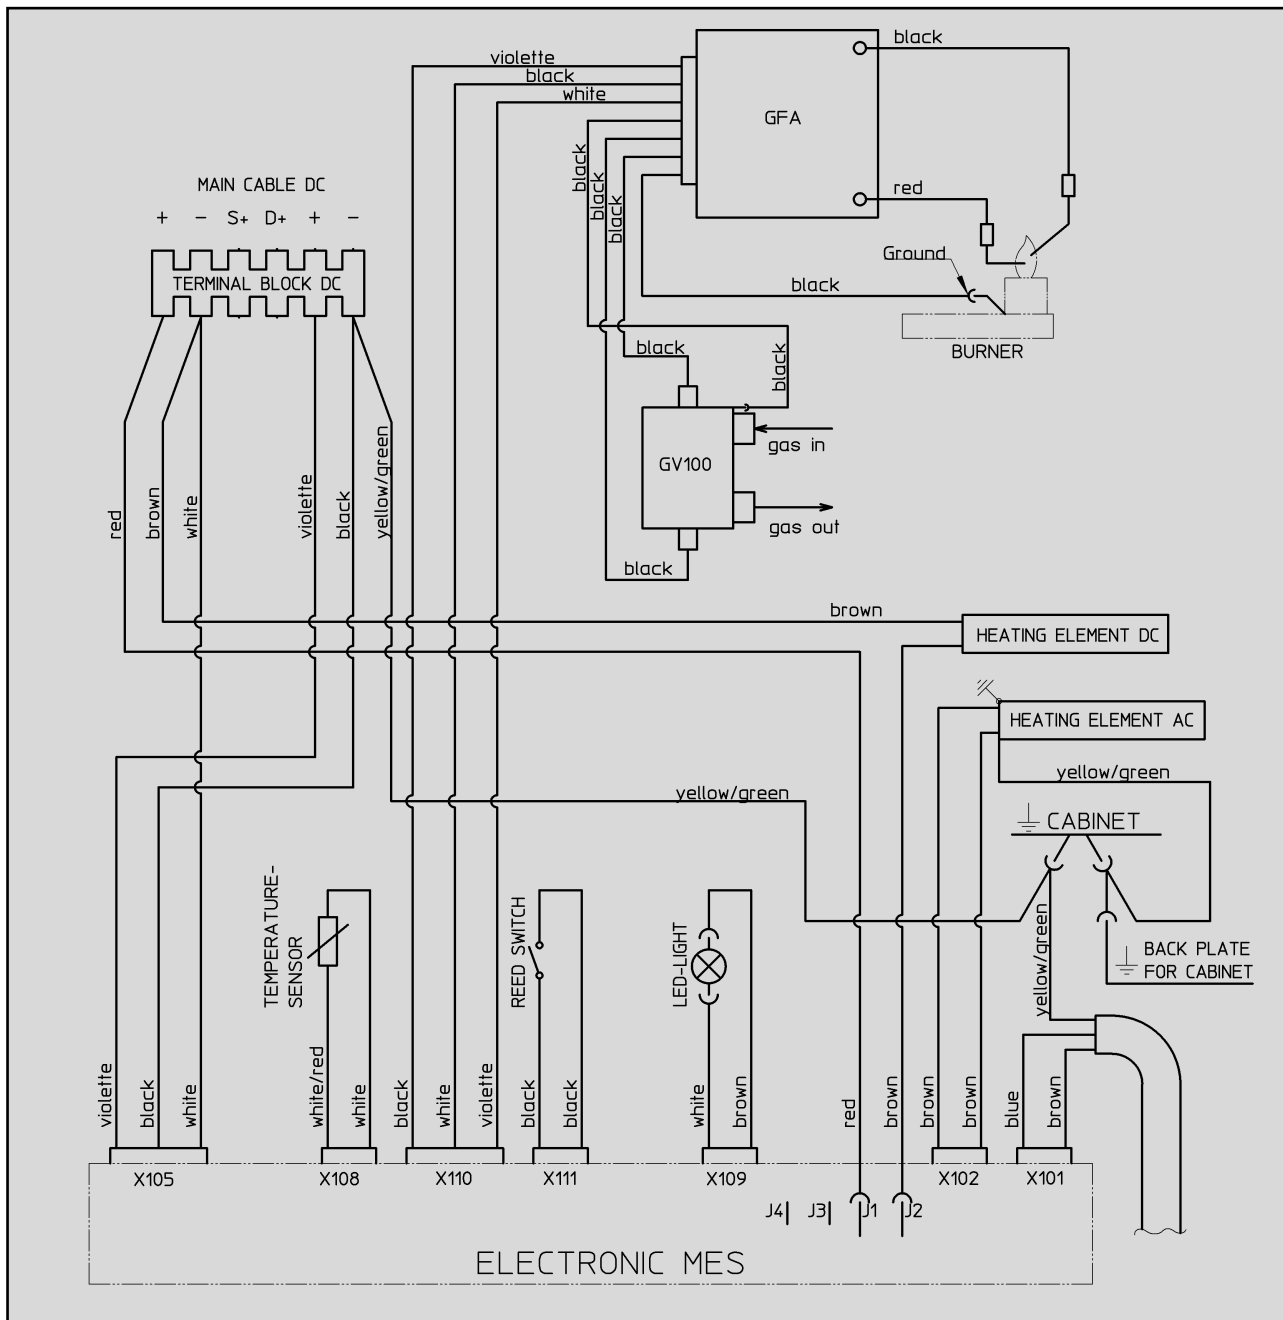 violette
black
white
black
GFA
black
black
black
red
MAIN CABLE DC
+ − S+ D+ + −
TERMINAL BLOCK DC
Ground
black
BURNER
black
black
gas in
GV100
gas out
black
red
brown
white
violette
black
yellow/green
brown
HEATING ELEMENT DC
HEATING ELEMENT AC
yellow/green
yellow/green
CABINET
TEMPERATURE-
SENSOR
REED SWITCH
LED-LIGHT
yellow/green
BACK PLATE
FOR CABINET
violette
black
white
white/red
white
black
white
violette
black
black
white
brown
red
brown
brown
brown
blue
brown
X105
X108
X110
X111
X109
X102
X101
J4
J3
J1
J2
ELECTRONIC MES